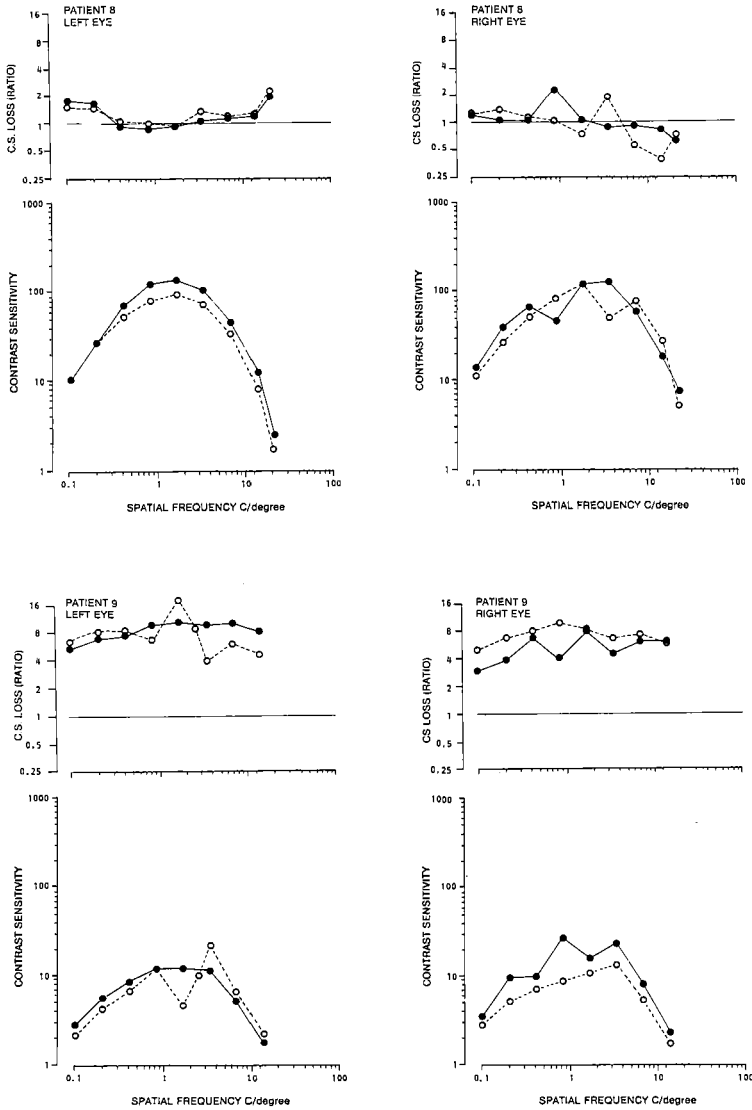 PATIENT 8
LEFT EYE
C.S. LOSS (RATIO)
16
8
4
2
1
0.5
0.25
CONTRAST SENSITIVITY
1000
100
10
1
0.1 1 10 100
SPATIAL FREQUENCY C/degree
PATIENT 8
RIGHT EYE
CS LOSS (RATIO)
16
8
4
2
1
0.5
0.25
CONTRAST SENSITIVITY
1000
100
10
1
0.1 1 10 100
SPATIAL FREQUENCY C/degree
PATIENT 9
LEFT EYE
C.S. LOSS (RATIO)
16
8
4
2
1
0.5
0.25
CONTRAST SENSITIVITY
1000
100
10
1
0.1 1 10 100
SPATIAL FREQUENCY C/degree
PATIENT 9
RIGHT EYE
CS LOSS (RATIO)
16
8
4
2
1
0.5
0.25
CONTRAST SENSITIVITY
1000
100
10
1
0.1 1 10 100
SPATIAL FREQUENCY C/degree